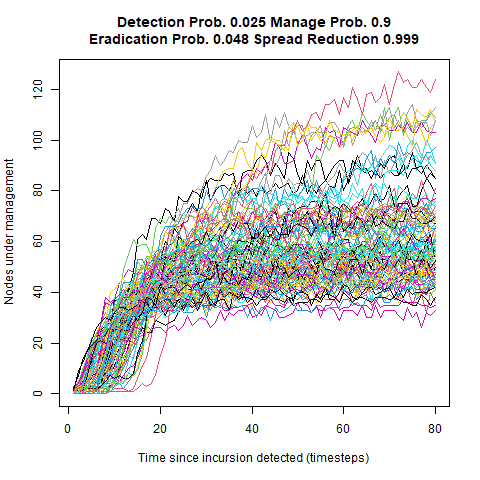 Detection Prob. 0.025 Manage Prob. 0.9
Eradication Prob. 0.048 Spread Reduction 0.999
Nodes under management
120
100
80
60
40
20
0
0 20 40 60 80
Time since incursion detected (timesteps)